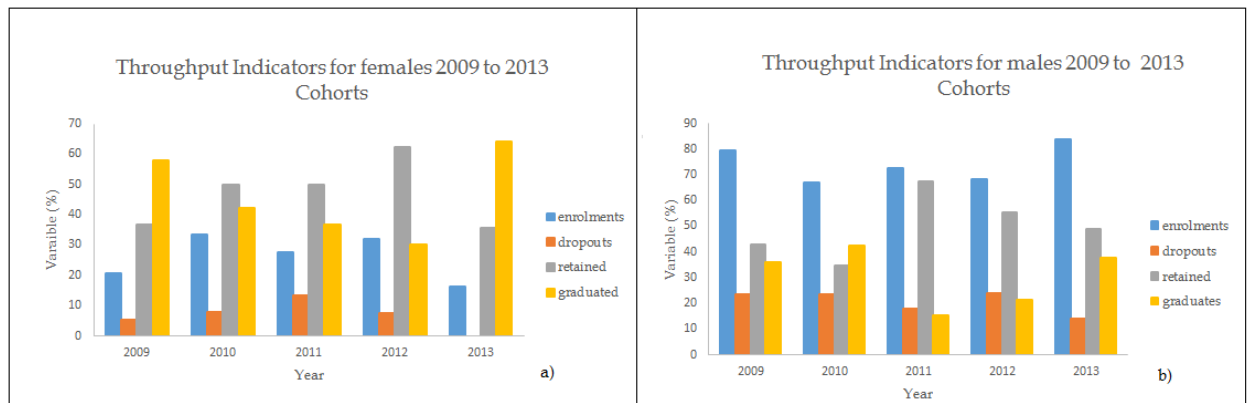 Throughput Indicators for females 2009 to 2013
Cohorts
70
60
50
40
30
20
10
0
Varaible (%)
2009 2010 2011 2012 2013
Year
enrolments
dropouts
retained
graduated
a)
Throughput Indicators for males 2009 to 2013
Cohorts
90
80
70
60
50
40
30
20
10
0
Variable (%)
2009 2010 2011 2012 2013
Year
enrolments
dropouts
retained
graduates
b)